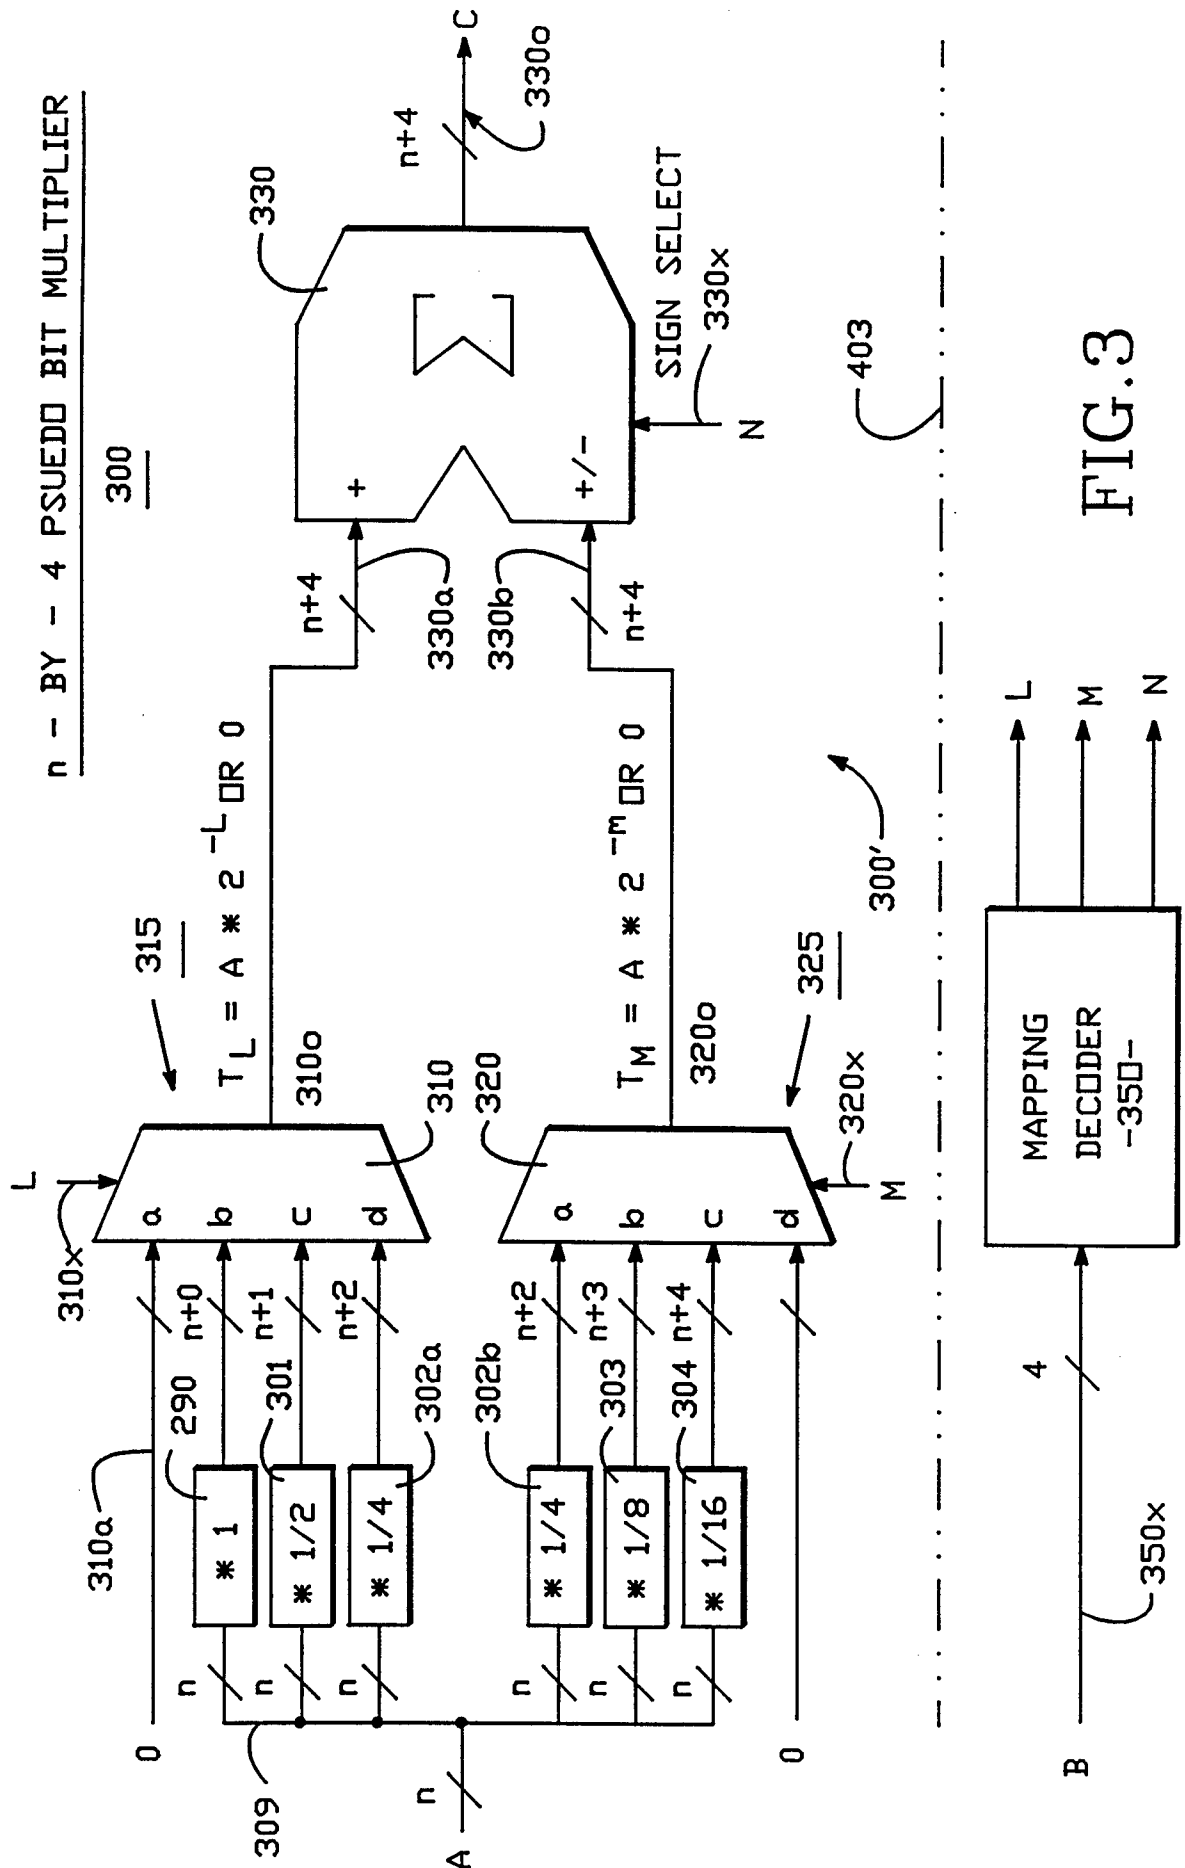 n - BY - 4 PSUEDO BIT MULTIPLIER
300
L
310x
315
T_L = A * 2^-L OR 0
310o
310
a
b
c
d
310a
0
290
* 1
n
n+0
301
* 1/2
n
n+1
302a
* 1/4
n
n+2
309
A
n
302b
* 1/4
n
n+2
303
* 1/8
n
n+3
304
* 1/16
n
n+4
0
320
a
b
c
d
320x
M
325
T_M = A * 2^-m OR 0
320o
n+4
330a
330b
n+4
330
+
+/-
Σ
SIGN SELECT
330x
N
n+4
330o
C
300'
403
B
350x
4
MAPPING
DECODER
-350-
L
M
N
FIG.3